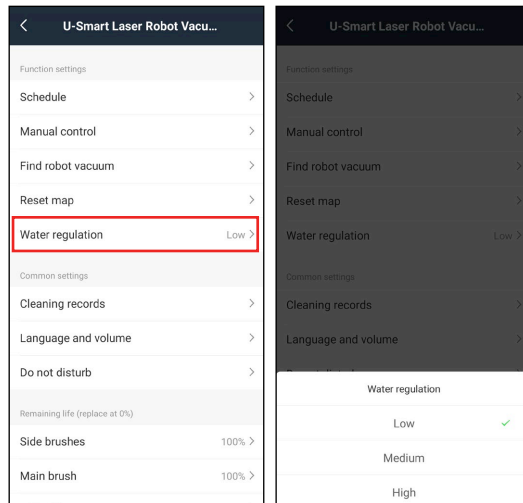 U-Smart Laser Robot Vacu...
Function settings
Schedule
Manual control
Find robot vacuum
Reset map
Water regulation Low
Common settings
Cleaning records
Language and volume
Do not disturb
Remaining life (replace at 0%)
Side brushes 100%
Main brush 100%
U-Smart Laser Robot Vacu...
Function settings
Schedule
Manual control
Find robot vacuum
Reset map
Water regulation Low
Common settings
Cleaning records
Language and volume
Water regulation
Low
Medium
High